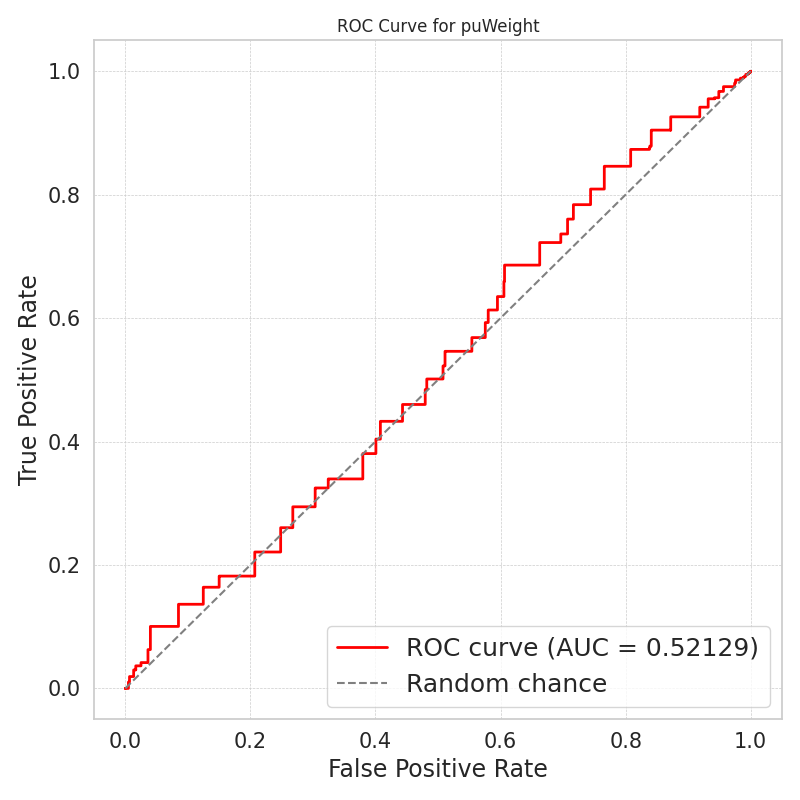 ROC Curve for puWeight
1.0
0.8
0.6
0.4
0.2
0.0
True Positive Rate
ROC curve (AUC = 0.52129)
Random chance
0.0 0.2 0.4 0.6 0.8 1.0
False Positive Rate